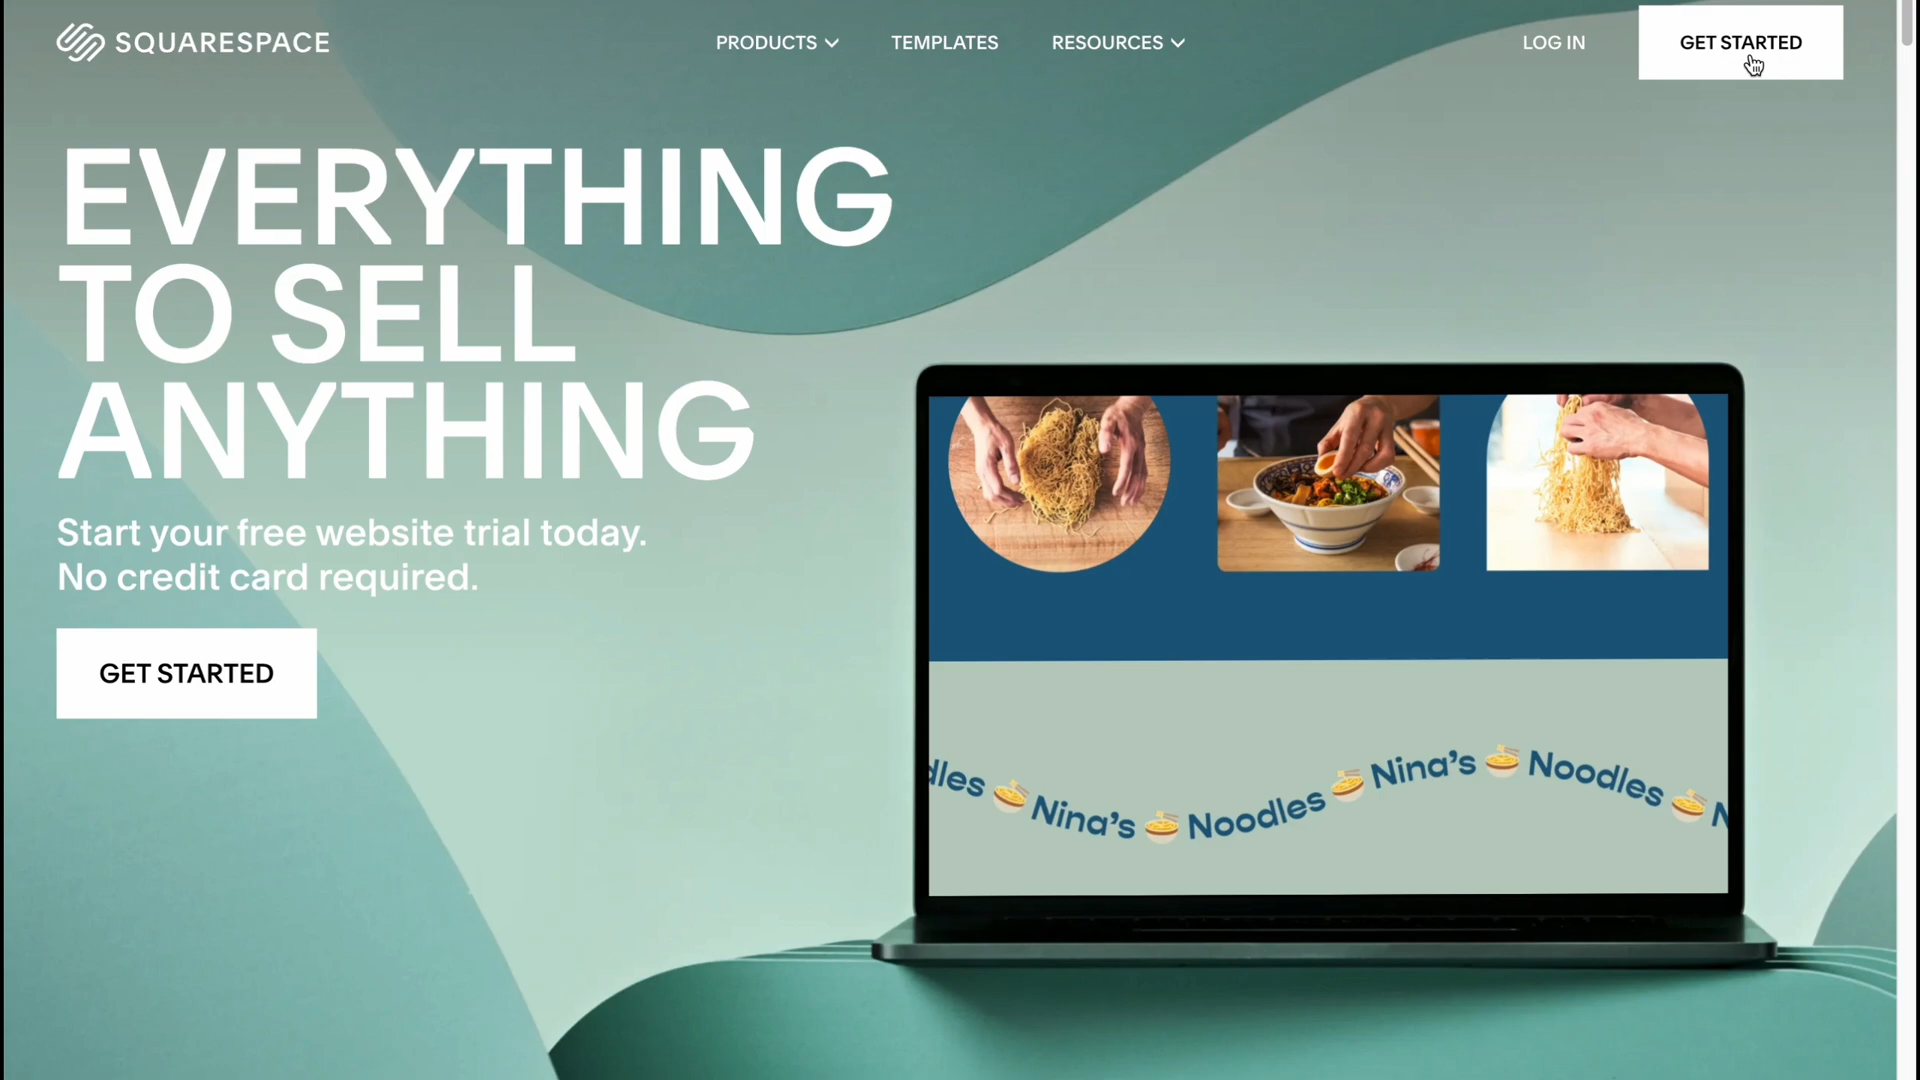 SQUARESPACE
PRODUCTS
TEMPLATES
RESOURCES
LOG IN
GET STARTED
EVERYTHING
TO SELL
ANYTHING
Start your free website trial today.
No credit card required.
GET STARTED
dles Nina's Noodles Nina's Noodles N